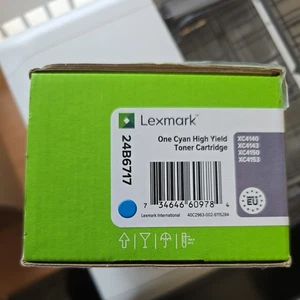 Lexmark
One Cyan High Yield
Toner Cartridge
24B6717
XC4140
XC4143
XC4150
XC4153
7 34646 60978 4
EU
Lexmark International